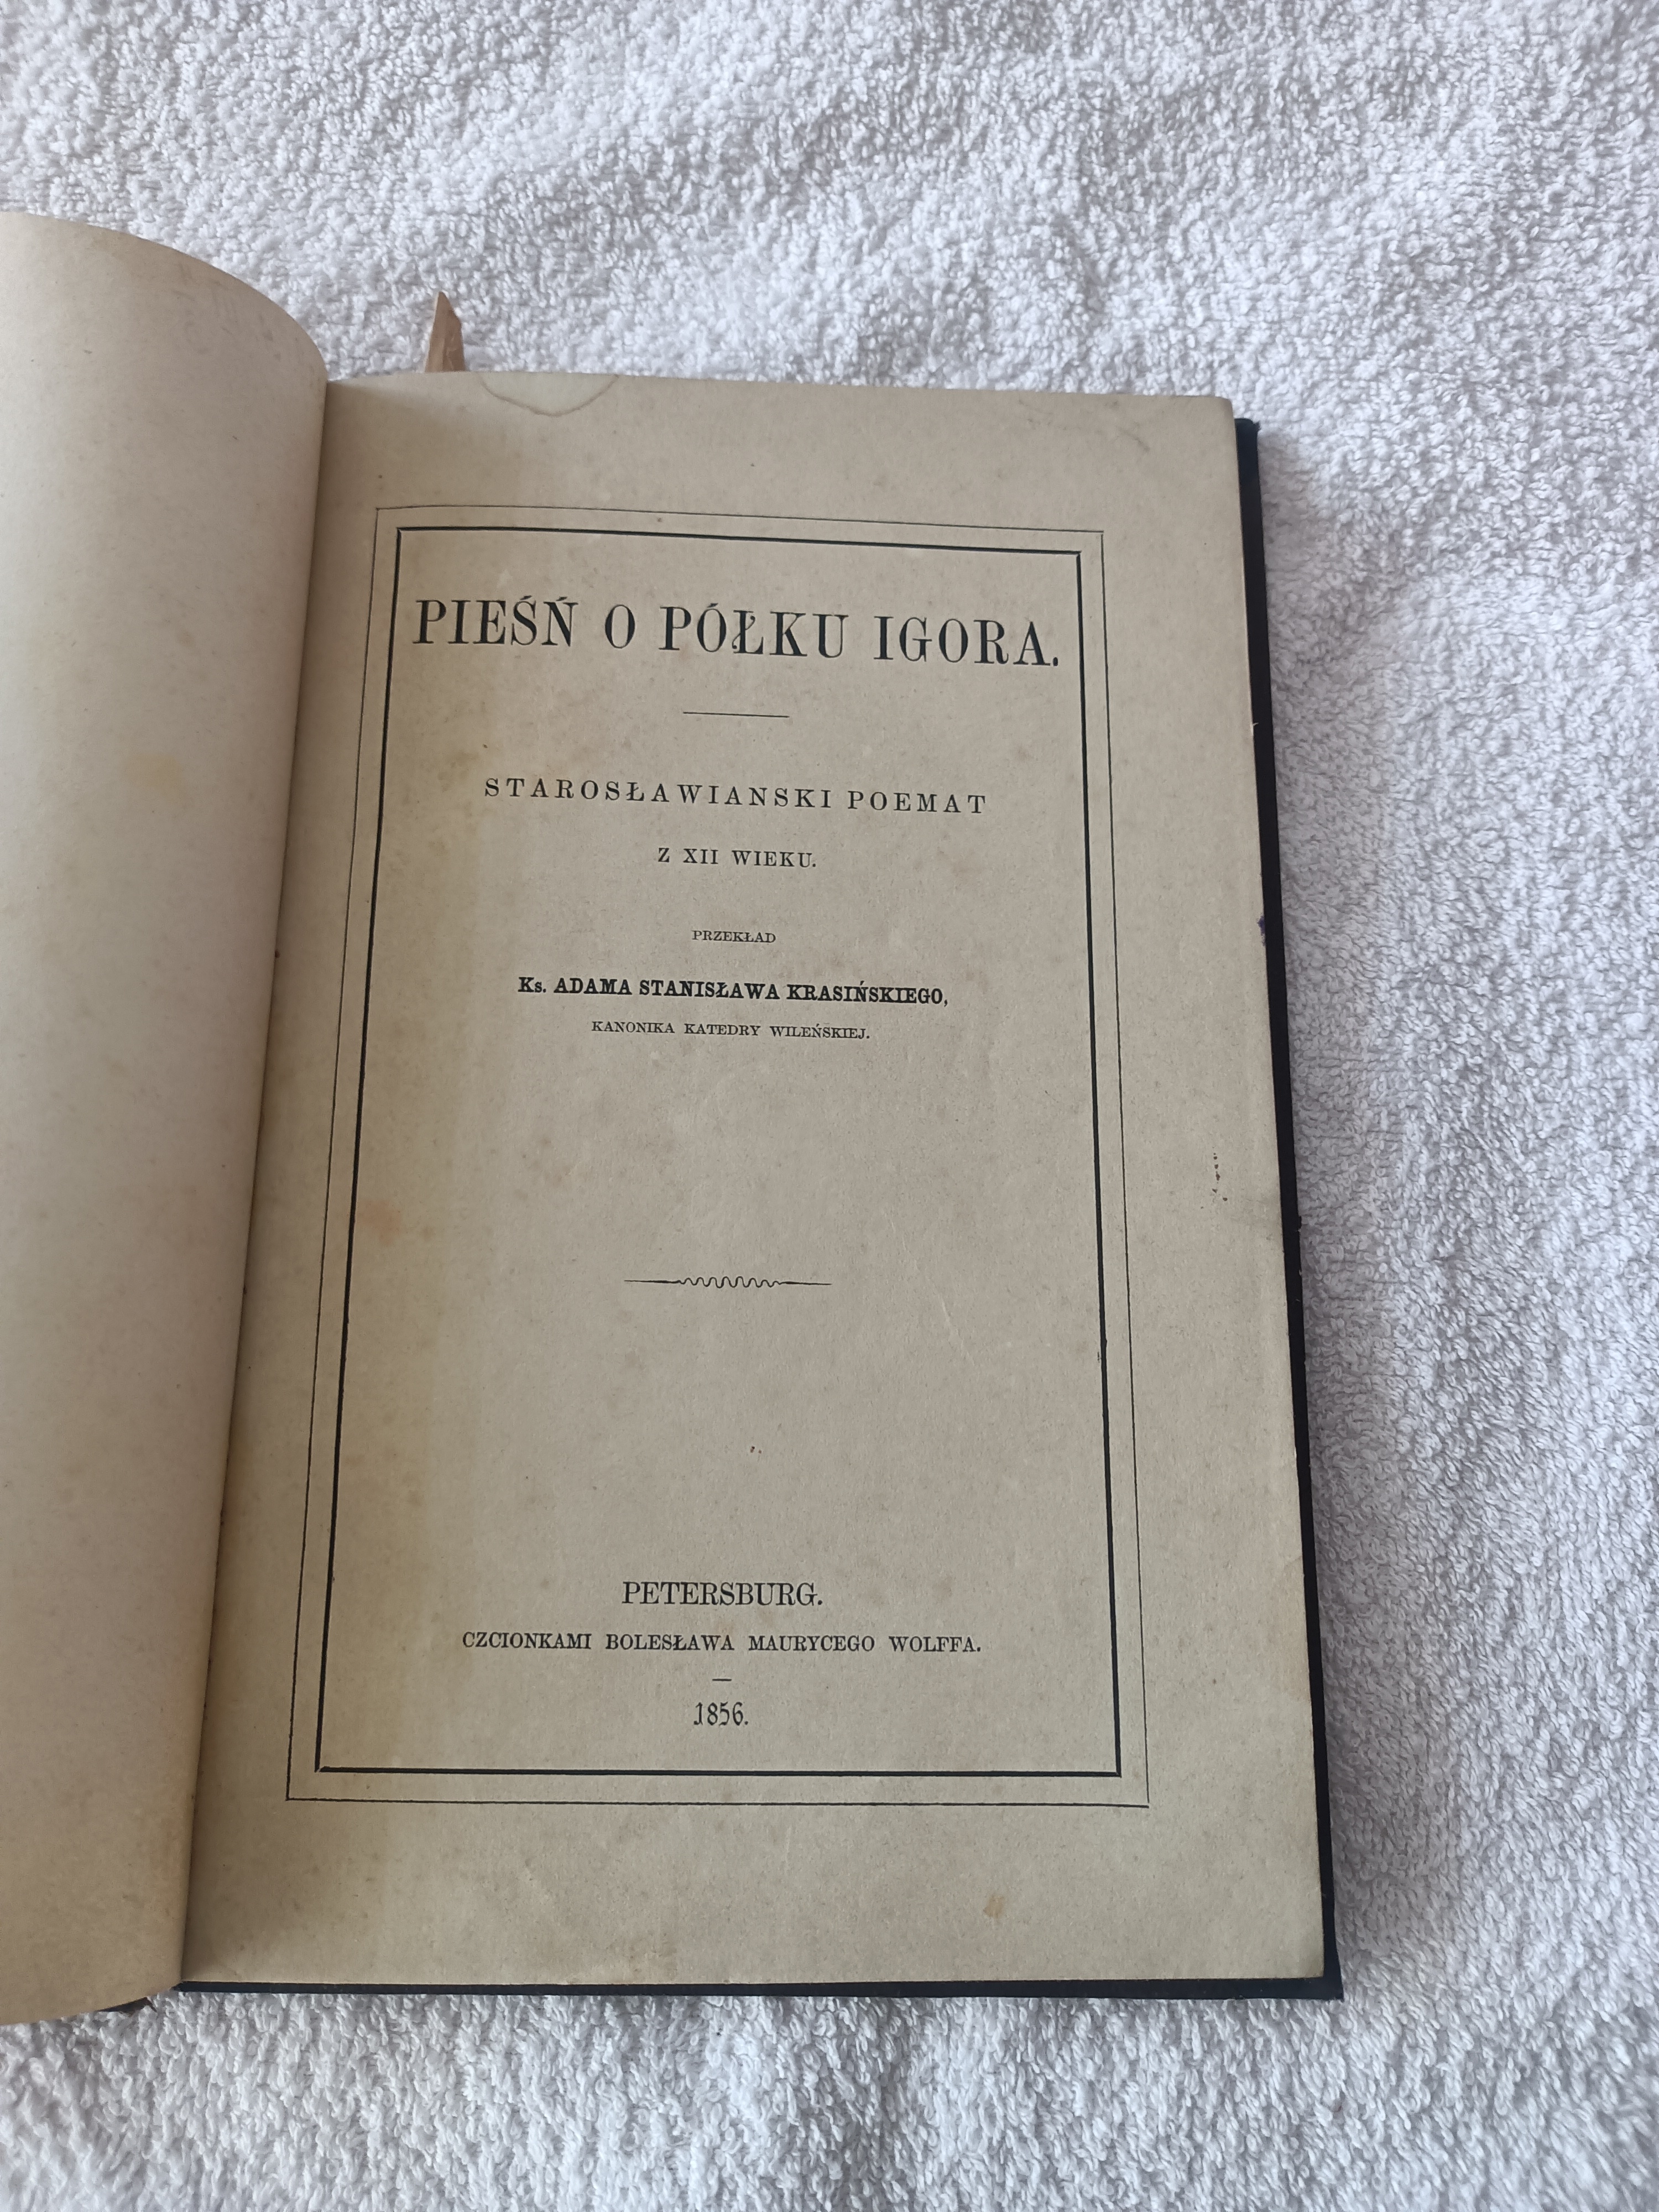 PIEŚŃ O PÓŁKU IGORA.
STAROSŁAWIANSKI POEMAT
Z XII WIEKU.
PRZEKŁAD
Ks. ADAMA STANISŁAWA KRASIŃSKIEGO,
KANONIKA KATEDRY WILEŃSKIEJ.
PETERSBURG.
CZCIONKAMI BOLESŁAWA MAURYCEGO WOLFFA.
1856.